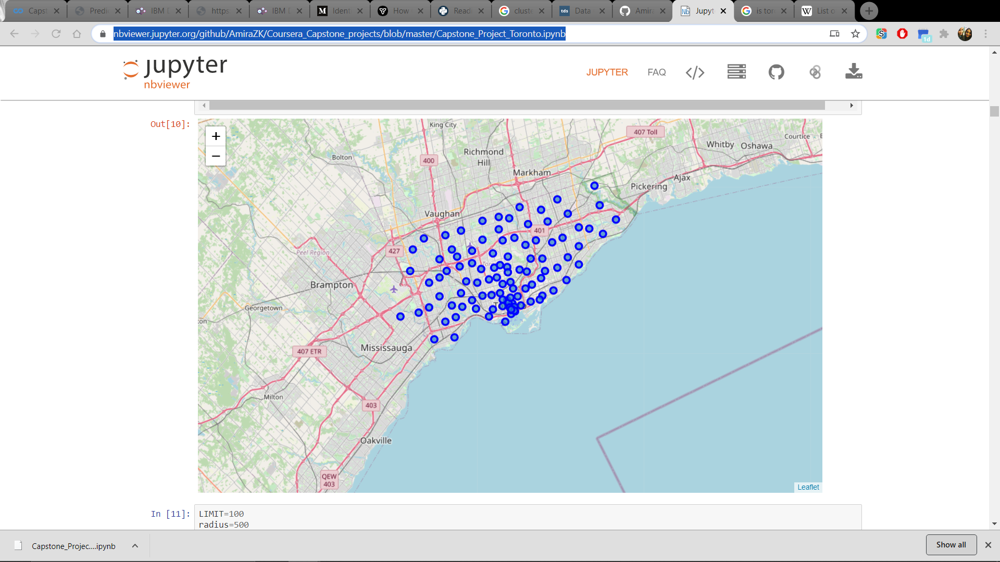 Capst
Predi
IBM D
https
IBM D
Ident
How
Readi
cluste
Data
Amira
Jupyt
is tor
List o
nbviewer.jupyter.org/github/AmiraZK/Coursera_Capstone_projects/blob/master/Capstone_Project_Toronto.ipynb
1d
jupyter
nbviewer
JUPYTER
FAQ
</>
Out[10]:
+
−
King City
407 Toll
Courtice
Whitby
Oshawa
Bolton
Richmond
Hill
400
Markham
Ajax
Pickering
Vaughan
401
427
Peel Region
Brampton
Georgetown
Mississauga
407 ETR
Milton
403
Oakville
QEW
403
Leaflet
In [11]:
LIMIT=100
radius=500
Capstone_Projec....ipynb
Show all